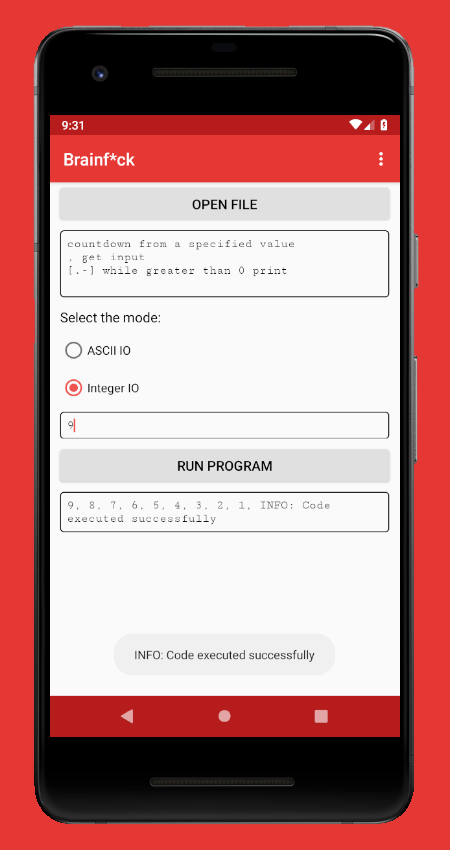 9:31
Brainf*ck
OPEN FILE
countdown from a specified value
, get input
[.-] while greater than 0 print
Select the mode:
ASCII IO
Integer IO
9
RUN PROGRAM
9, 8, 7, 6, 5, 4, 3, 2, 1, INFO: Code
executed successfully
INFO: Code executed successfully